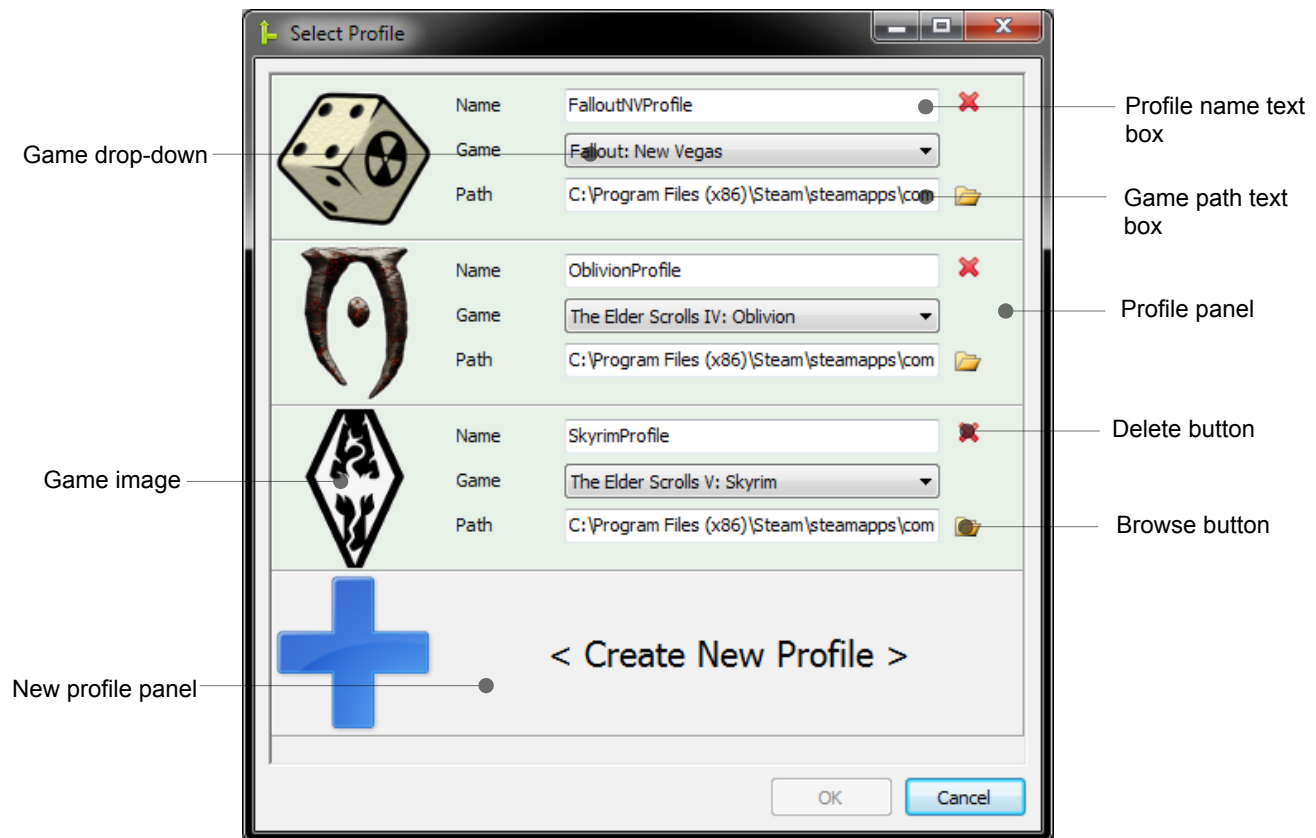 Select Profile
Name
FalloutNVProfile
Profile name text
box
Game drop-down
Game
Fallout: New Vegas
Path
C:\Program Files (x86)\Steam\steamapps\com
Game path text
box
Name
OblivionProfile
Game
The Elder Scrolls IV: Oblivion
Profile panel
Path
C:\Program Files (x86)\Steam\steamapps\com
Name
SkyrimProfile
Delete button
Game image
Game
The Elder Scrolls V: Skyrim
Path
C:\Program Files (x86)\Steam\steamapps\com
Browse button
< Create New Profile >
New profile panel
OK
Cancel